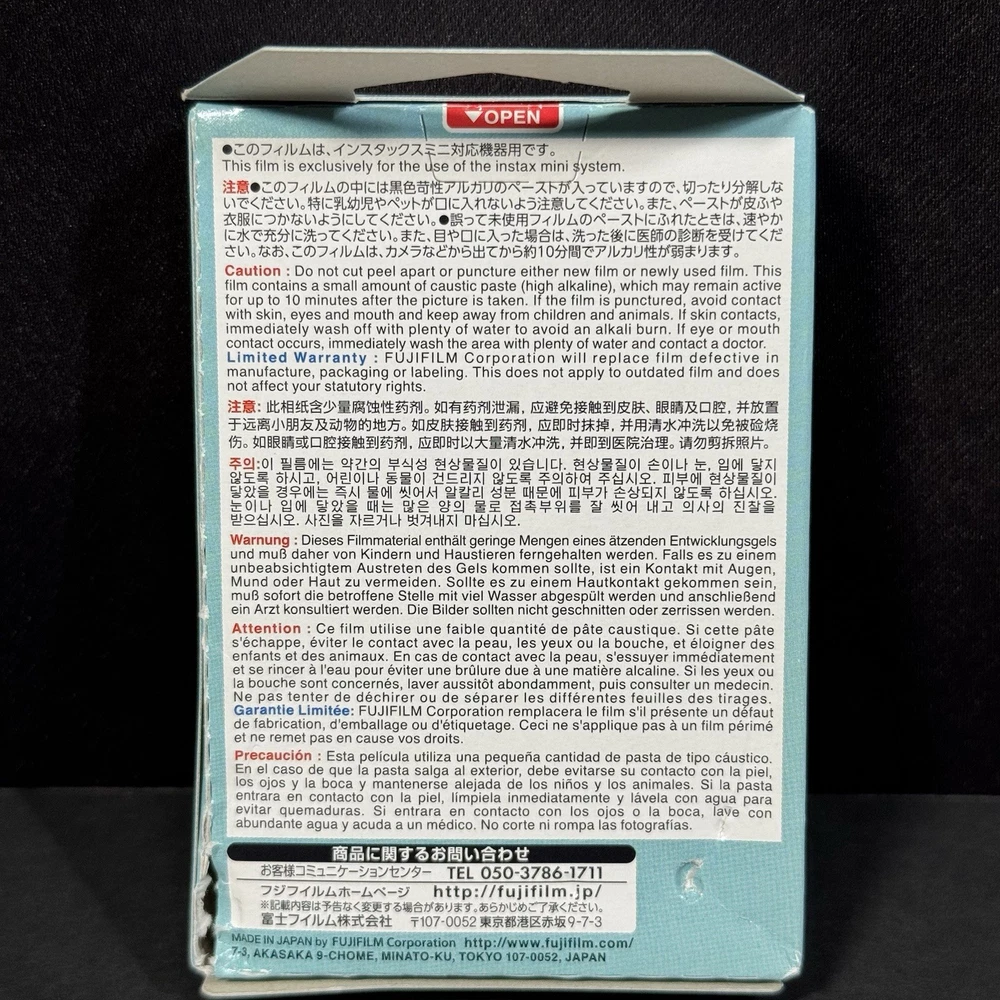 ▼OPEN
●このフィルムは、インスタックスミニ対応機器用です。
This film is exclusively for the use of the instax mini system.
注意●このフィルムの中には黒色苛性アルカリのペーストが入っていますので、切ったり分解しな
いでください。特に乳幼児やペットが口に入れないよう注意してください。また、ペーストが皮ふや
衣服につかないようにしてください。●誤って未使用フィルムのペーストにふれたときは、速やか
に水で充分に洗ってください。また、目や口に入った場合は、洗った後に医師の診断を受けてくだ
さい。なお、このフィルムは、カメラなどから出てから約10分間でアルカリ性が弱まります。
Caution : Do not cut peel apart or puncture either new film or newly used film. This
film contains a small amount of caustic paste (high alkaline), which may remain active
for up to 10 minutes after the picture is taken. If the film is punctured, avoid contact
with skin, eyes and mouth and keep away from children and animals. If skin contacts,
immediately wash off with plenty of water to avoid an alkali burn. If eye or mouth
contact occurs, immediately wash the area with plenty of water and contact a doctor.
Limited Warranty : FUJIFILM Corporation will replace film defective in
manufacture, packaging or labeling. This does not apply to outdated film and does
not affect your statutory rights.
注意: 此相纸含少量腐蚀性药剂。如有药剂泄漏, 应避免接触到皮肤、眼睛及口腔, 并放置
于远离小朋友及动物的地方。如皮肤接触到药剂, 应即时抹掉, 并用清水冲洗以免被碱烧
伤。如眼睛或口腔接触到药剂, 应即时以大量清水冲洗, 并即到医院治理。请勿剪拆照片。
주의:이 필름에는 약간의 부식성 현상물질이 있습니다. 현상물질이 손이나 눈, 입에 닿지
않도록 하시고, 어린이나 동물이 건드리지 않도록 주의하여 주십시오. 피부에 현상물질이
닿았을 경우에는 즉시 물에 씻어서 알칼리 성분 때문에 피부가 손상되지 않도록 하십시오.
눈이나 입에 닿았을 때는 많은 양의 물로 접촉부위를 잘 씻어 내고 의사의 진찰을
받으십시오. 사진을 자르거나 벗겨내지 마십시오.
Warnung : Dieses Filmmaterial enthält geringe Mengen eines ätzenden Entwicklungsgels
und muß daher von Kindern und Haustieren ferngehalten werden. Falls es zu einem
unbeabsichtigtem Austreten des Gels kommen sollte, ist ein Kontakt mit Augen,
Mund oder Haut zu vermeiden. Sollte es zu einem Hautkontakt gekommen sein,
muß sofort die betroffene Stelle mit viel Wasser abgespült werden und anschließend
ein Arzt konsultiert werden. Die Bilder sollten nicht geschnitten oder zerrissen werden.
Attention : Ce film utilise une faible quantité de pâte caustique. Si cette pâte
s'échappe, éviter le contact avec la peau, les yeux ou la bouche, et éloigner des
enfants et des animaux. En cas de contact avec la peau, s'essuyer immédiatement
et se rincer à l'eau pour éviter une brûlure due à une matière alcaline. Si les yeux ou
la bouche sont concernés, laver aussitôt abondamment, puis consulter un medecin.
Ne pas tenter de déchirer ou de séparer les différentes feuilles des tirages.
Garantie Limitée: FUJIFILM Corporation remplacera le film s'il présente un défaut
de fabrication, d'emballage ou d'étiquetage. Ceci ne s'applique pas à un film périmé
et ne remet pas en cause vos droits.
Precaución : Esta película utiliza una pequeña cantidad de pasta de tipo cáustico.
En el caso de que la pasta salga al exterior, debe evitarse su contacto con la piel,
los ojos y la boca y mantenerse alejada de los niños y los animales. Si la pasta
entrara en contacto con la piel, límpiela inmediatamente y lávela con agua para
evitar quemaduras. Si entrara en contacto con los ojos o la boca, lave con
abundante agua y acuda a un médico. No corte ni rompa las fotografías.
商品に関するお問い合わせ
お客様コミュニケーションセンター TEL 050-3786-1711
フジフイルムホームページ http://fujifilm.jp/
※記載内容は予告なく変更する場合があります。あらかじめご了承ください。
富士フイルム株式会社 〒107-0052 東京都港区赤坂9-7-3
MADE IN JAPAN by FUJIFILM Corporation http://www.fujifilm.com/
7-3, AKASAKA 9-CHOME, MINATO-KU, TOKYO 107-0052, JAPAN